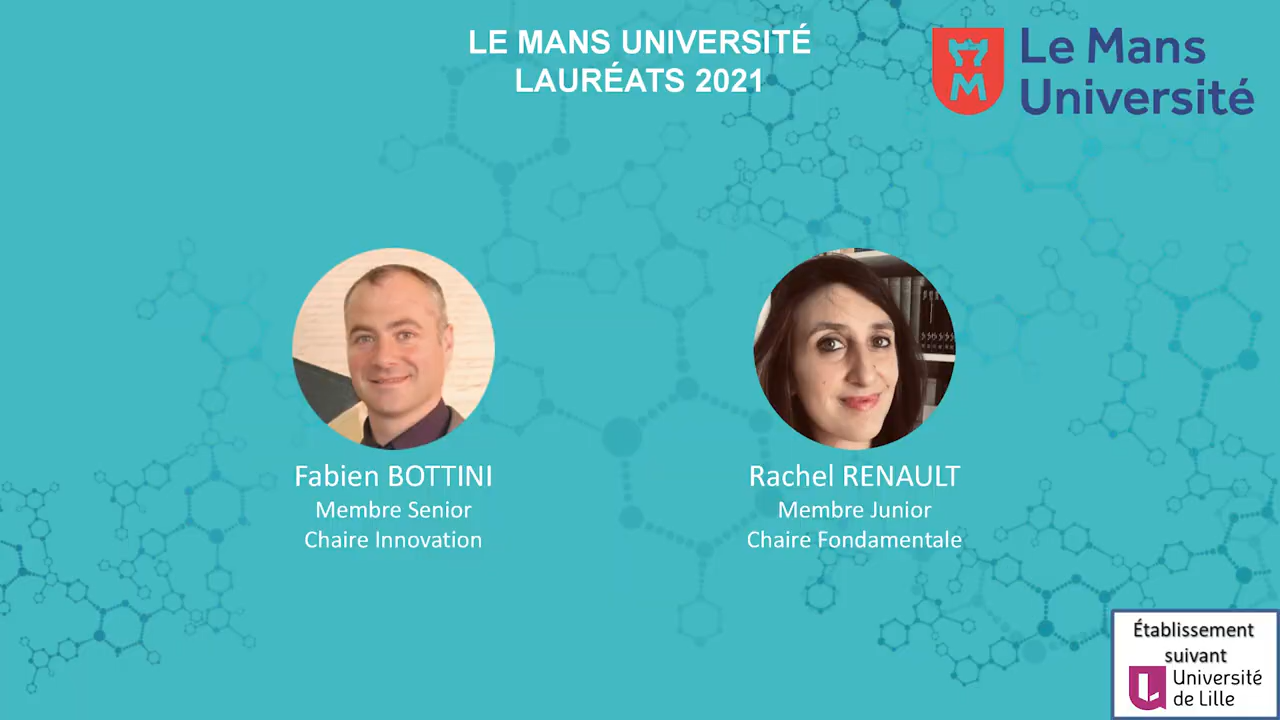 LE MANS UNIVERSITÉ
LAURÉATS 2021
Le Mans
Université
Fabien BOTTINI
Membre Senior
Chaire Innovation
Rachel RENAULT
Membre Junior
Chaire Fondamentale
Établissement
suivant
Université
de Lille